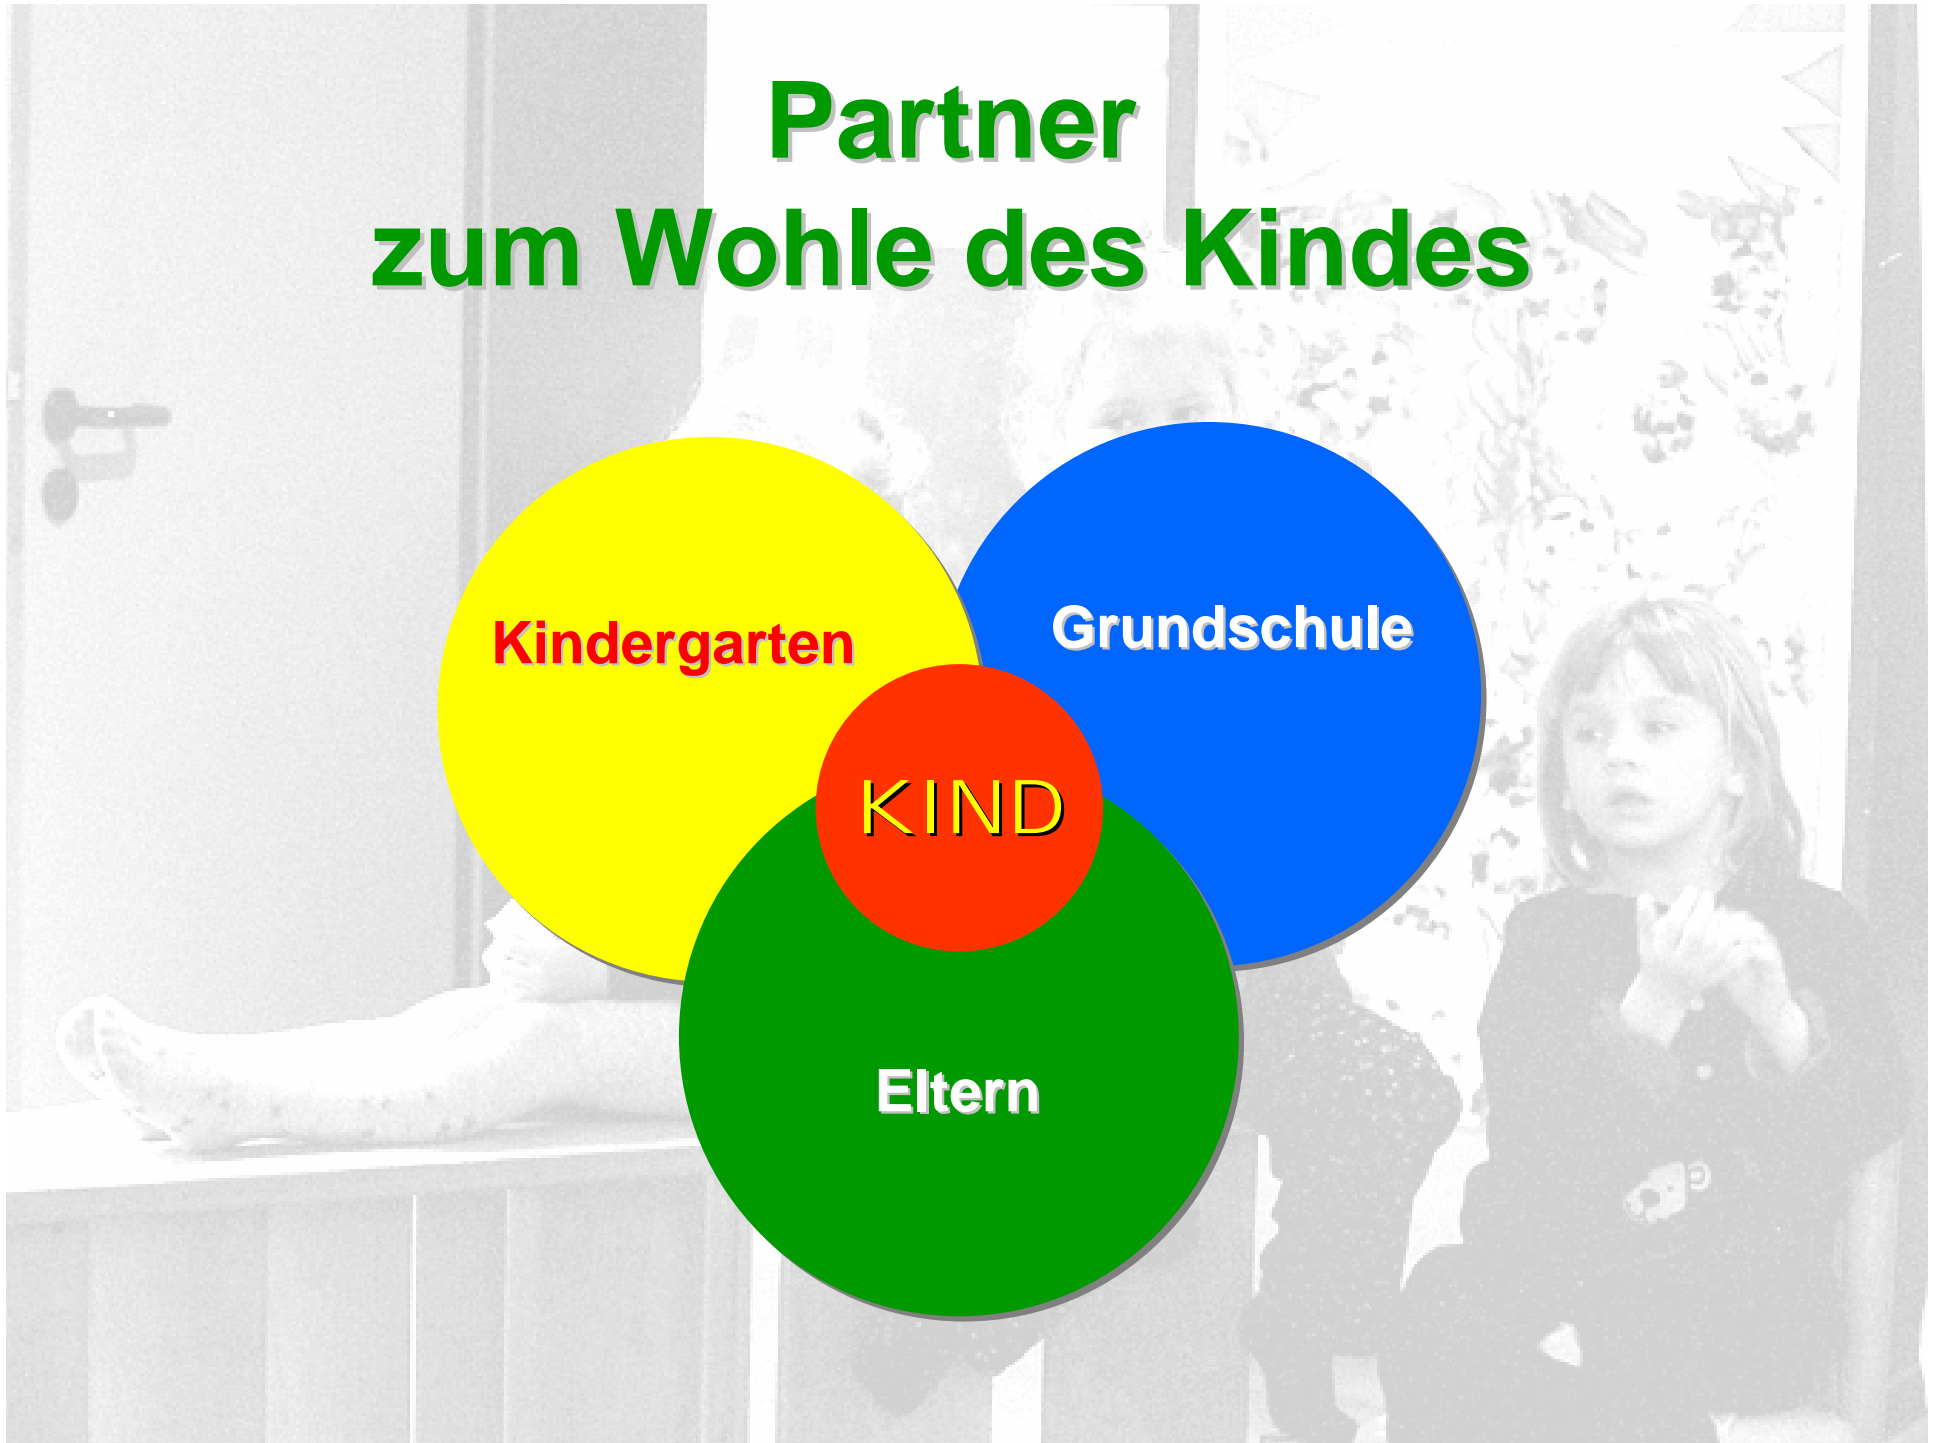 Partner
zum Wohle des Kindes
Kindergarten
Grundschule
KIND
Eltern